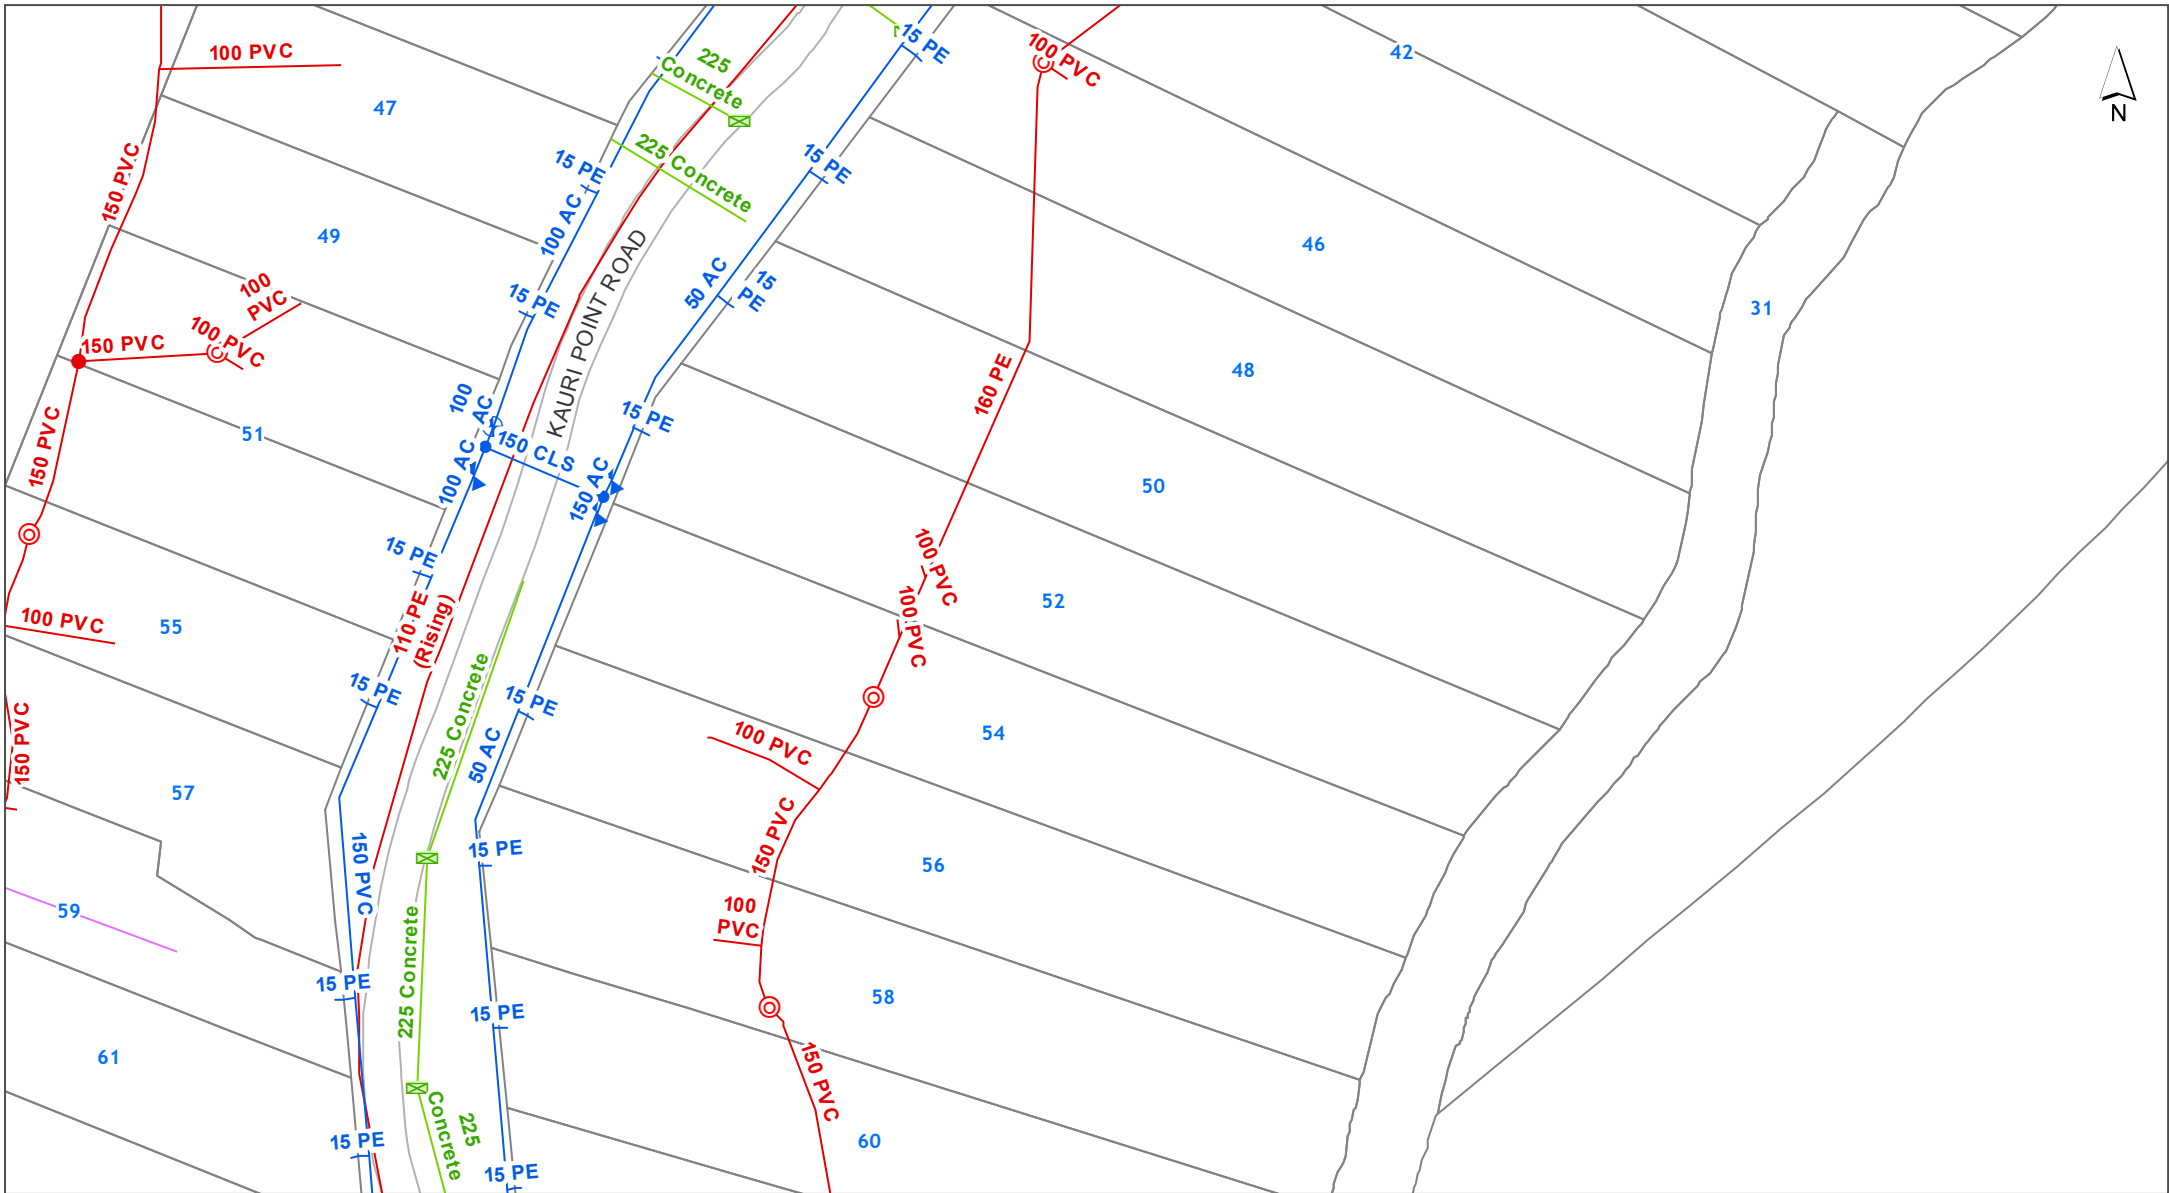 15 PE
42
225
Concrete
100 PVC
100 PVC
N
47
225 Concrete
15 PE
15 PE
150 PVC
100 AC
49
KAURI POINT ROAD
46
50 AC
15
PE
100
PVC
15 PE
31
150 PVC
100 PVC
160 PE
48
100
AC
15 PE
51
150 PVC
100 AC
150 CLS
150 AC
50
15 PE
100 PVC
100 PVC
52
110 PE
(Rising)
100 PVC
55
15 PE
225 Concrete
15 PE
54
150 PVC
50 AC
100 PVC
57
150 PVC
15 PE
150 PVC
56
59
225 Concrete
100
PVC
15 PE
15 PE
58
61
150 PVC
225
Concrete
15 PE
15 PE
60